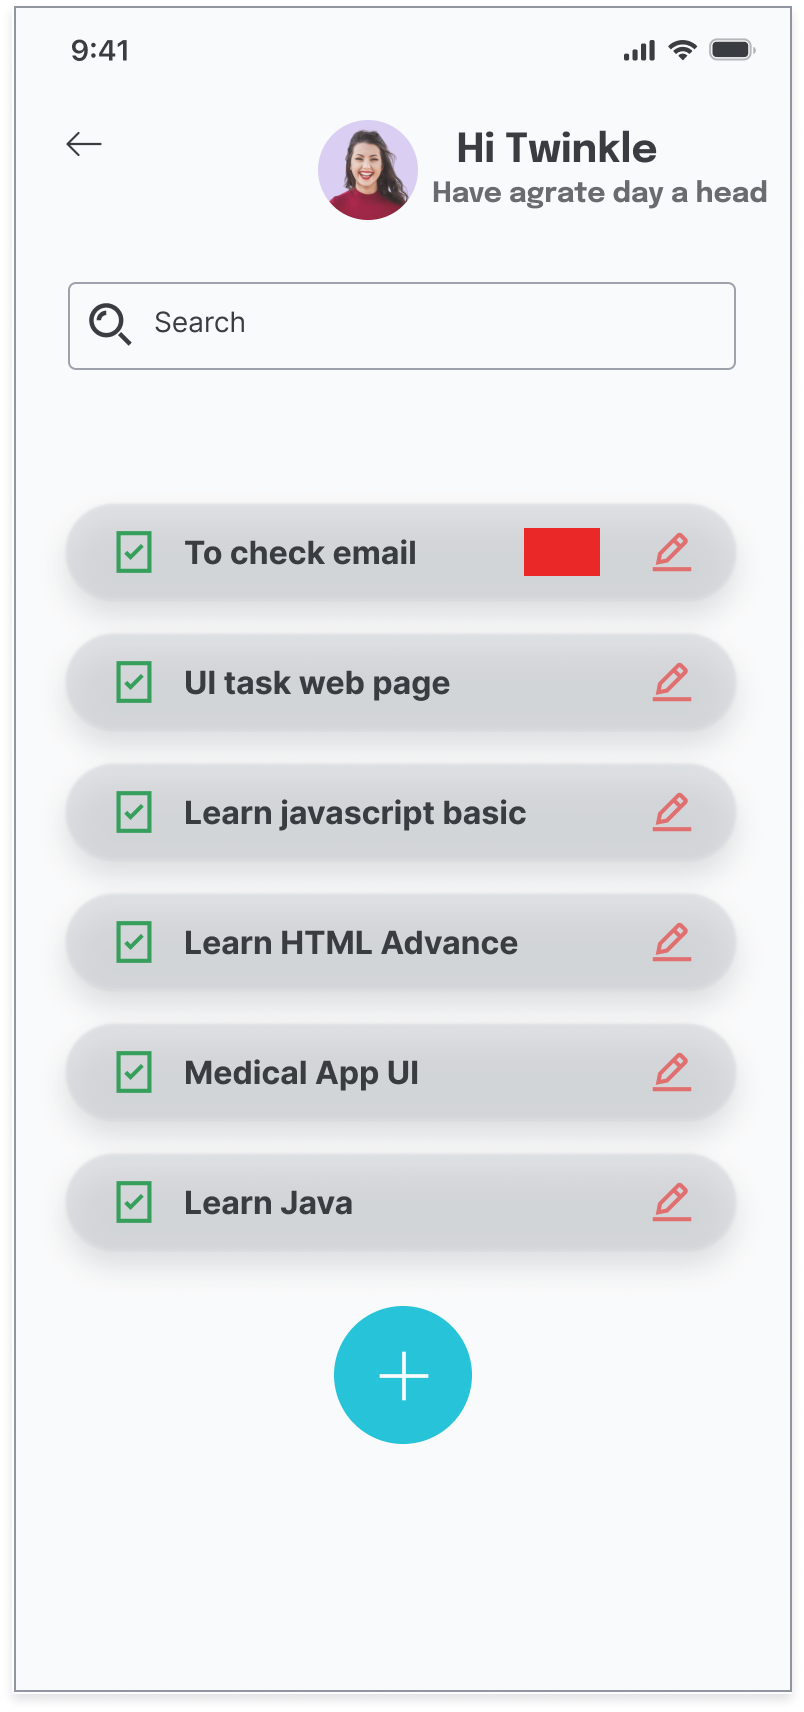 9:41
Hi Twinkle
Have agrate day a head
Search
To check email
UI task web page
Learn javascript basic
Learn HTML Advance
Medical App UI
Learn Java